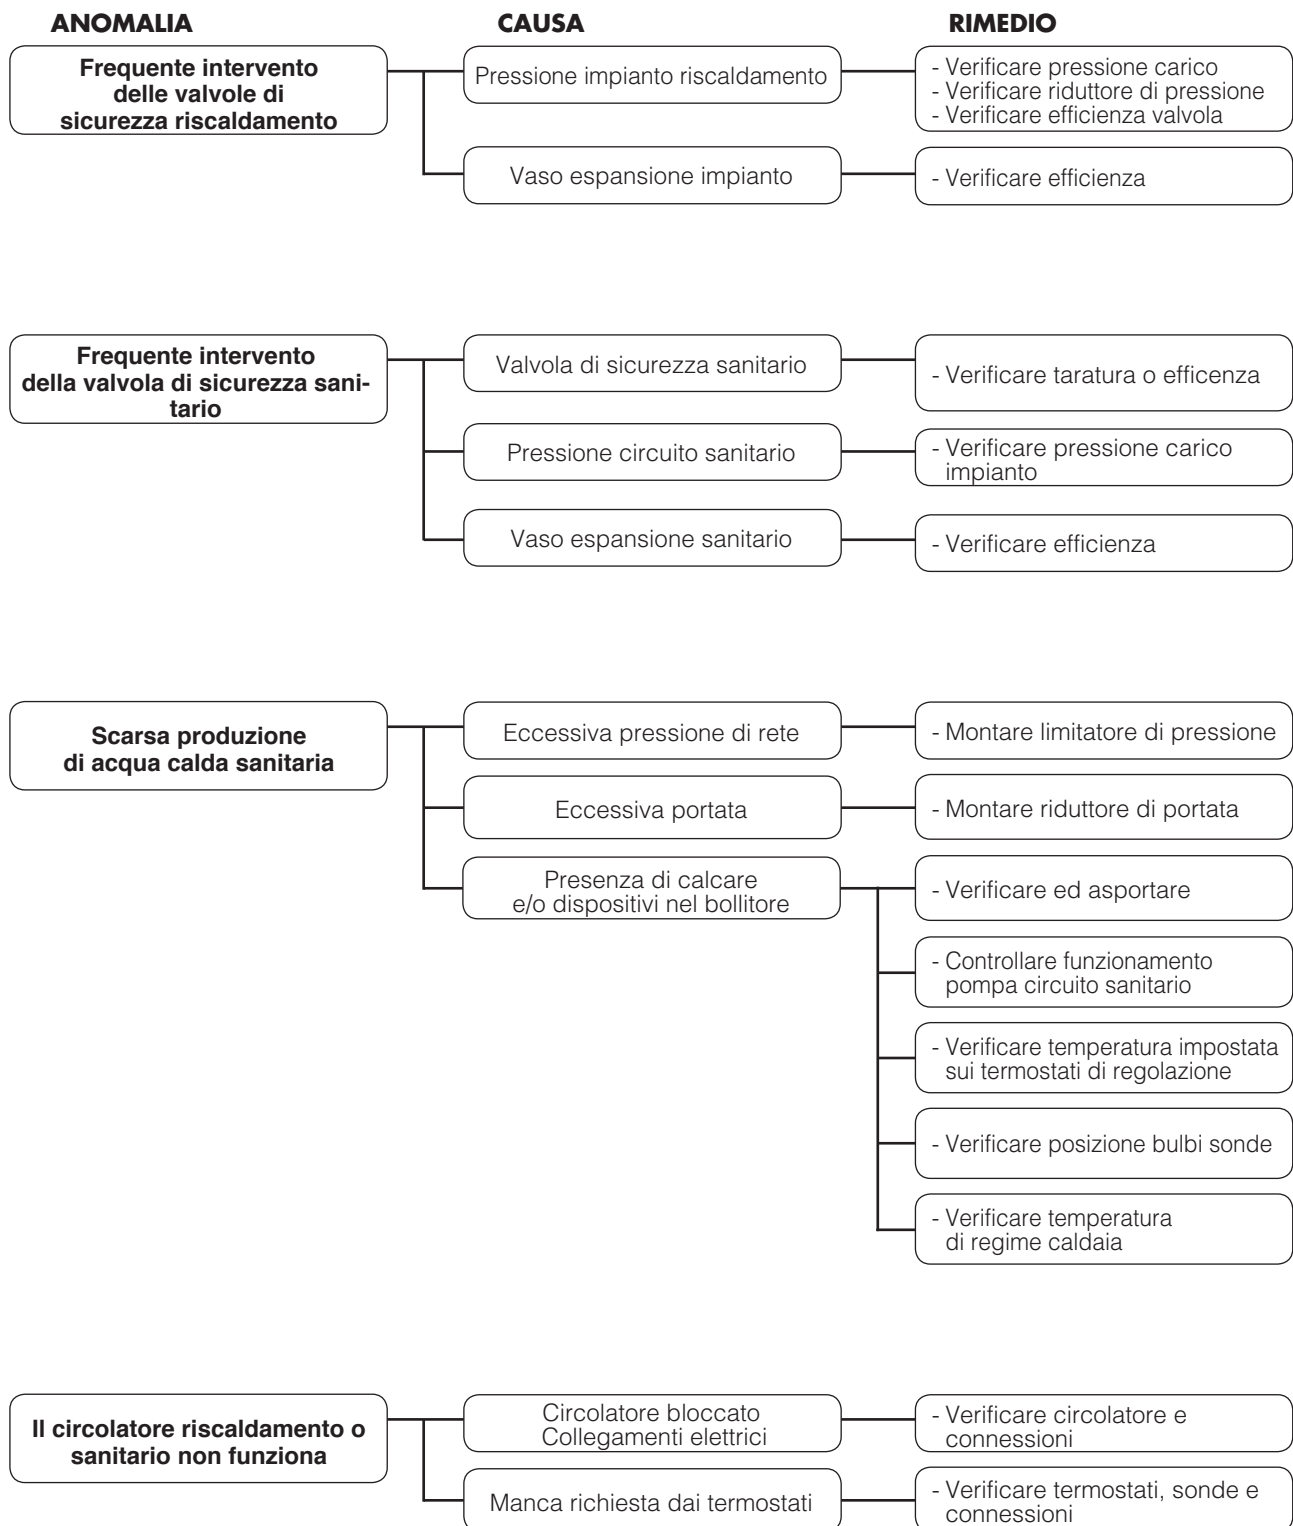 ANOMALIA CAUSA RIMEDIO
Frequente intervento
delle valvole di
sicurezza riscaldamento
Pressione impianto riscaldamento
- Verificare pressione carico
- Verificare riduttore di pressione
- Verificare efficienza valvola
Vaso espansione impianto
- Verificare efficienza
Frequente intervento
della valvola di sicurezza sani-
tario
Valvola di sicurezza sanitario
- Verificare taratura o efficenza
Pressione circuito sanitario
- Verificare pressione carico
impianto
Vaso espansione sanitario
- Verificare efficienza
Scarsa produzione
di acqua calda sanitaria
Eccessiva pressione di rete
- Montare limitatore di pressione
Eccessiva portata
- Montare riduttore di portata
Presenza di calcare
e/o dispositivi nel bollitore
- Verificare ed asportare
- Controllare funzionamento
pompa circuito sanitario
- Verificare temperatura impostata
sui termostati di regolazione
- Verificare posizione bulbi sonde
- Verificare temperatura
di regime caldaia
Il circolatore riscaldamento o
sanitario non funziona
Circolatore bloccato
Collegamenti elettrici
- Verificare circolatore e
connessioni
Manca richiesta dai termostati
- Verificare termostati, sonde e
connessioni